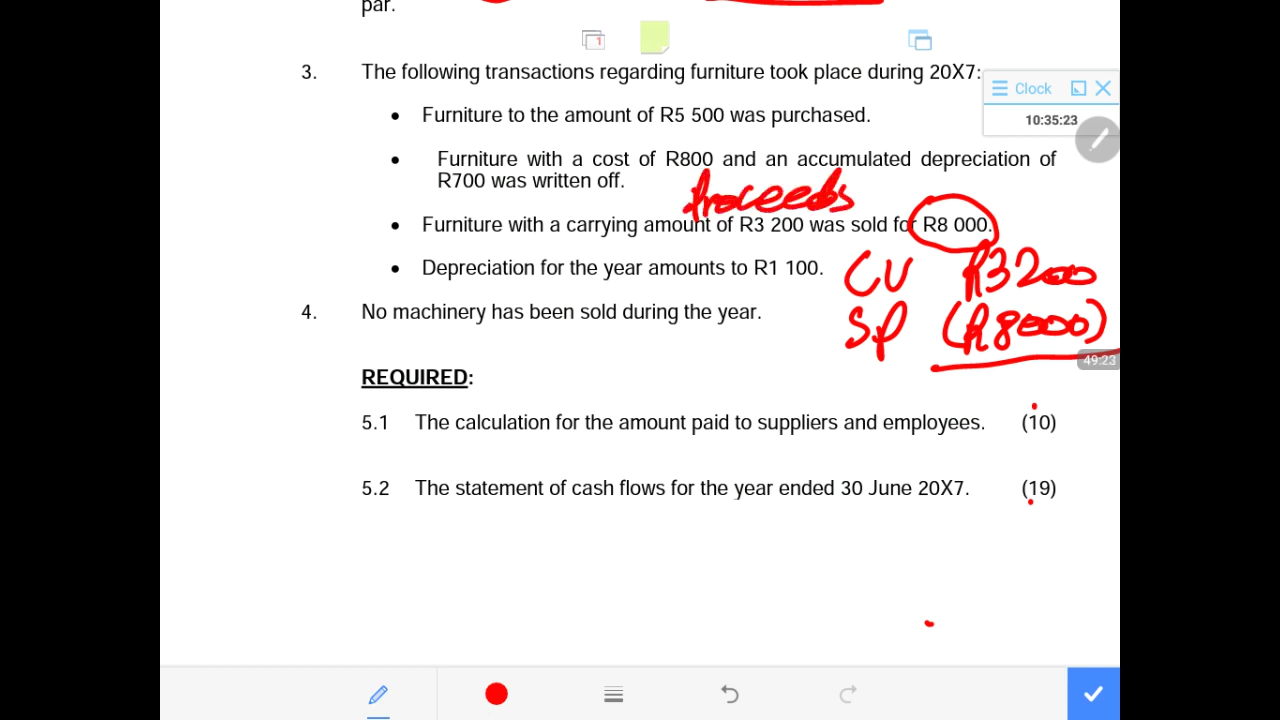 par.
1
3. The following transactions regarding furniture took place during 20X7:
Clock
10:35:23
• Furniture to the amount of R5 500 was purchased.
• Furniture with a cost of R800 and an accumulated depreciation of
R700 was written off.
Proceeds
• Furniture with a carrying amount of R3 200 was sold for R8 000.
• Depreciation for the year amounts to R1 100.
CV R3200
4. No machinery has been sold during the year.
SP (R8000)
49:23
REQUIRED:
5.1 The calculation for the amount paid to suppliers and employees. (10)
5.2 The statement of cash flows for the year ended 30 June 20X7. (19)